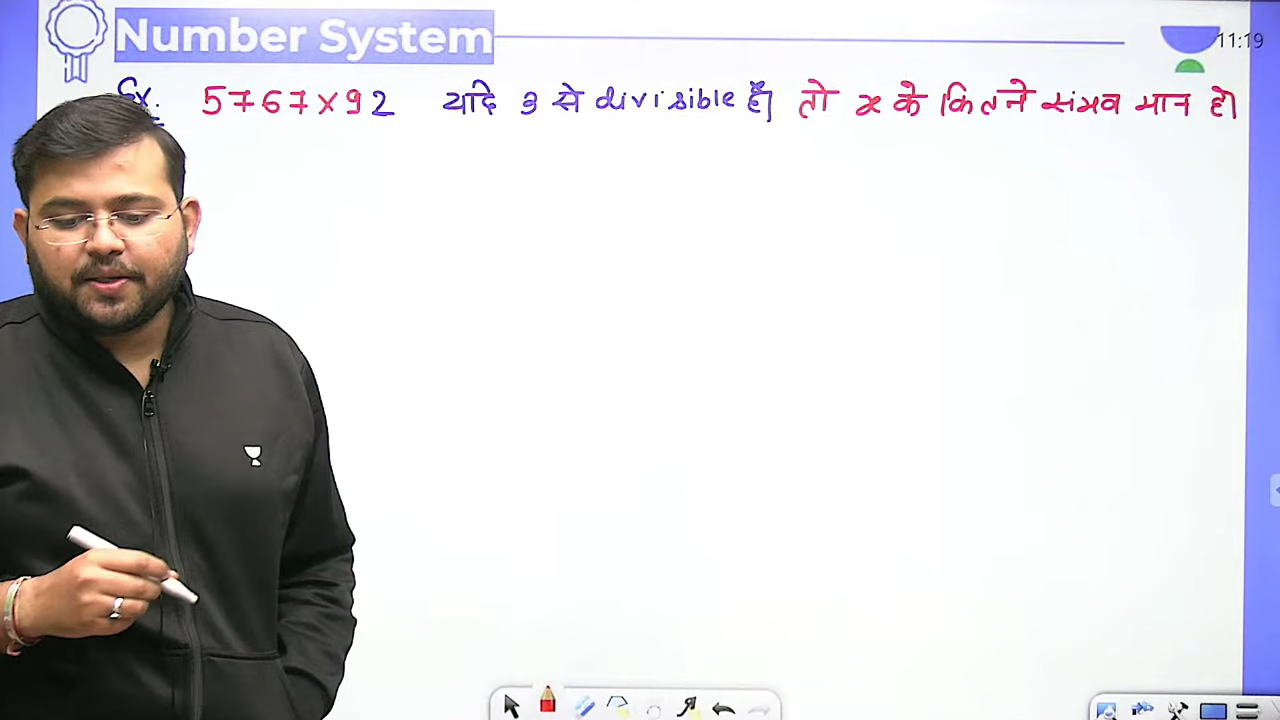 Number System
11:19
Ex. 5767x92 यदि 3 से divisible है। तो x के कितने संभव मान हो